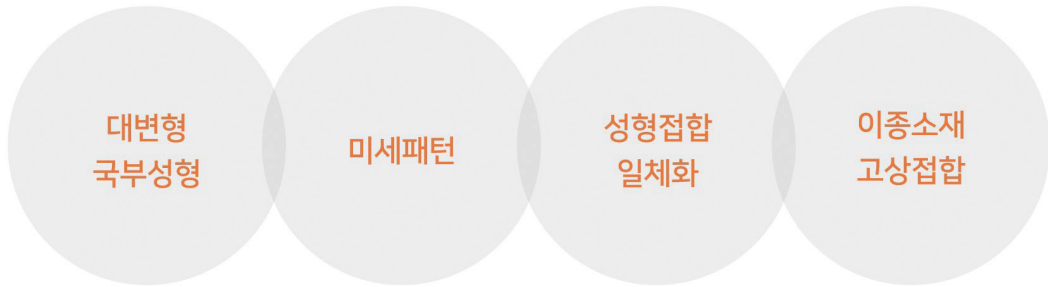 대변형
국부성형
미세패턴
성형접합
일체화
이종소재
고상접합